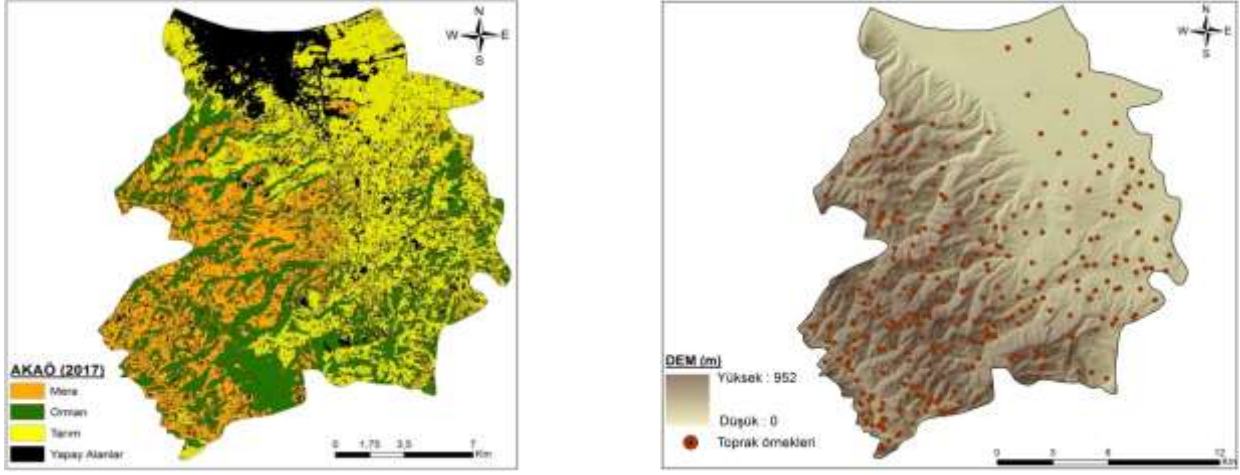 N
W E
S
AKAÖ (2017)
Mera
Orman
Tarım
Yapay Alanlar
0 1,75 3,5 7
Km
N
W E
S
DEM (m)
Yüksek : 952
Düşük : 0
Toprak örnekleri
0 3 6 12
Km